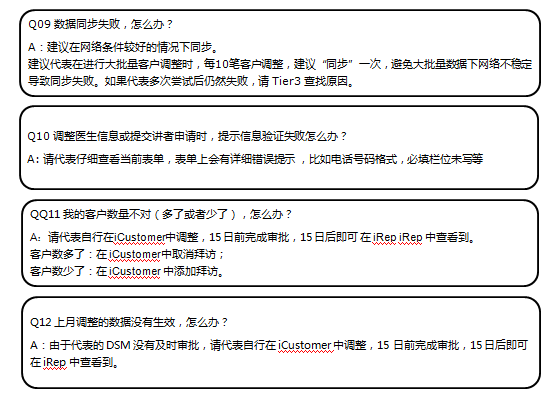 Q09 数据同步失败，怎么办？
A：建议在网络条件较好的情况下同步。
建议代表在进行大批量客户调整时，每10笔客户调整，建议“同步”一次，避免大批量数据下网络不稳定
导致同步失败。如果代表多次尝试后仍然失败，请 Tier3 查找原因。
Q10 调整医生信息或提交讲者申请时，提示信息验证失败怎么办？
A：请代表仔细查看当前表单，表单上会有详细错误提示 ，比如电话号码格式，必填栏位未写等
QQ11 我的客户数量不对（多了或者少了），怎么办？
A：请代表自行在iCustomer中调整，15日前完成审批，15日后即可 在 iRep iRep 中查看到。
客户数多了：在 iCustomer中取消拜访；
客户数少了：在 iCustomer 中添加拜访。
Q12 上月调整的数据没有生效，怎么办？
A：由于代表的 DSM 没有及时审批，请代表自行在 iCustomer 中调整，15 日前完成审批，15日后即可
在 iRep 中查看到。